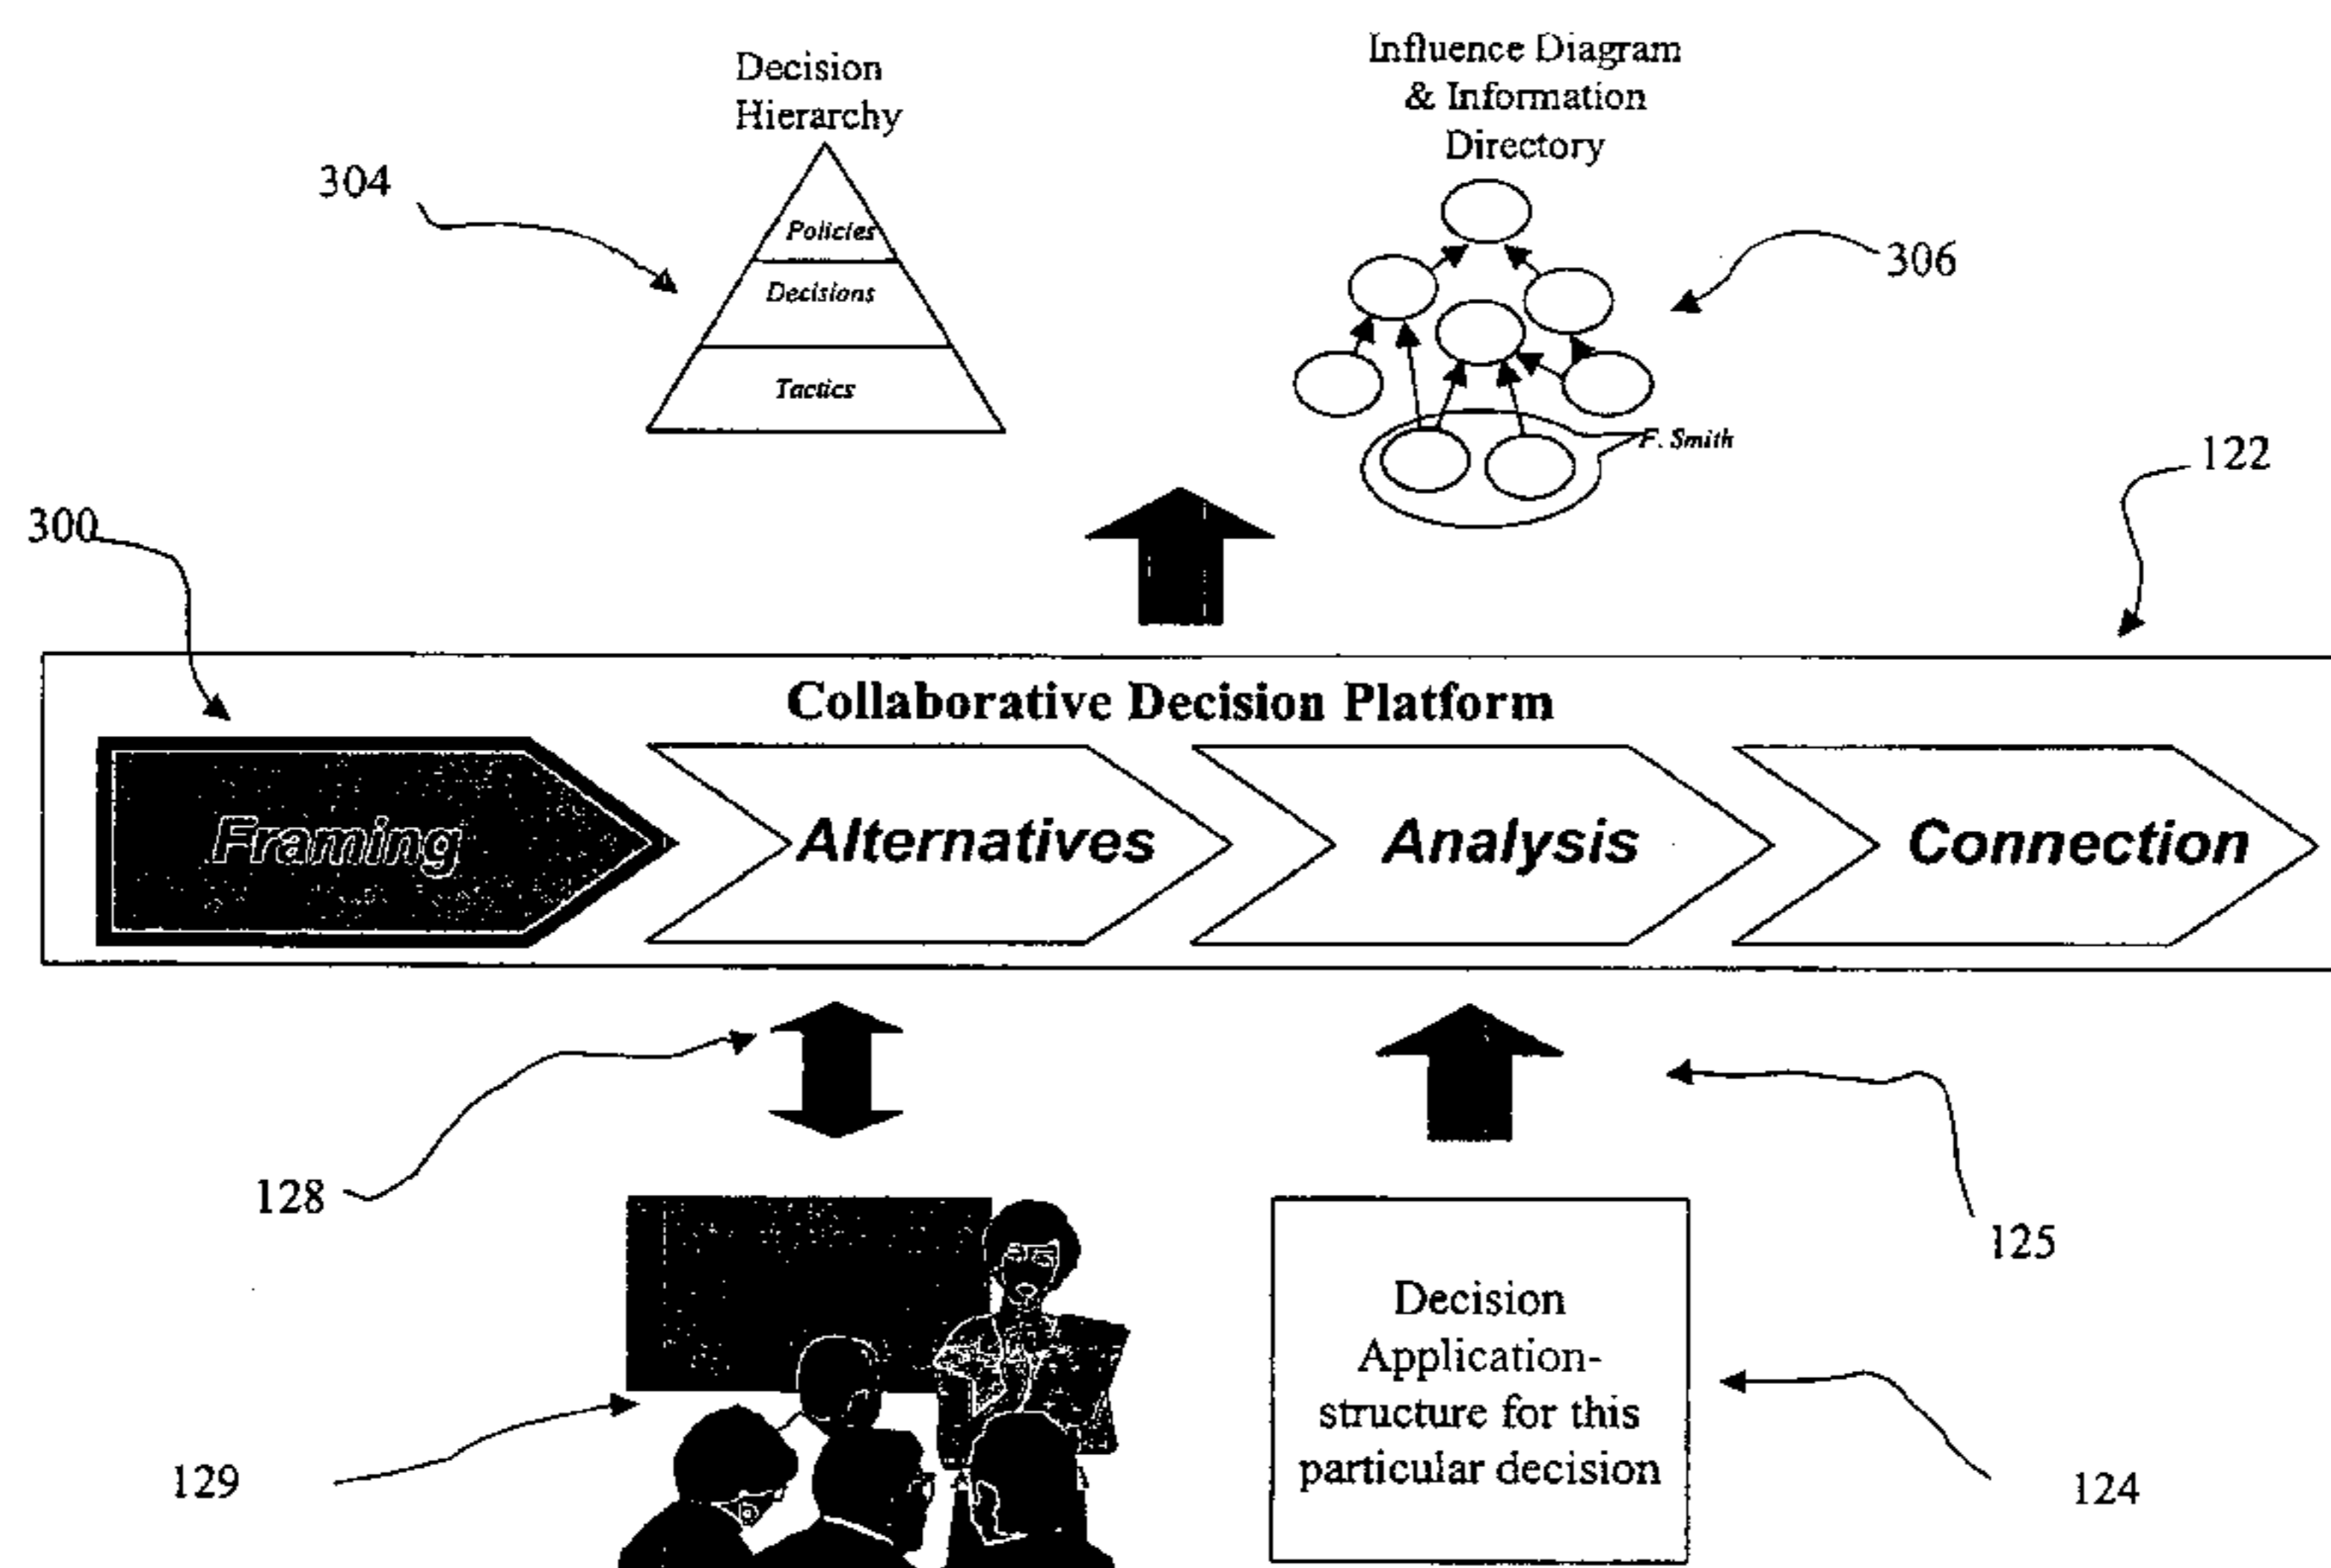 Decision
Hierarchy
Influence Diagram
& Information
Directory
304
Policies
Decisions
Tactics
306
F. Smith
122
300
Collaborative Decision Platform
Framing
Alternatives
Analysis
Connection
128
125
Decision
Application-
structure for this
particular decision
129
124